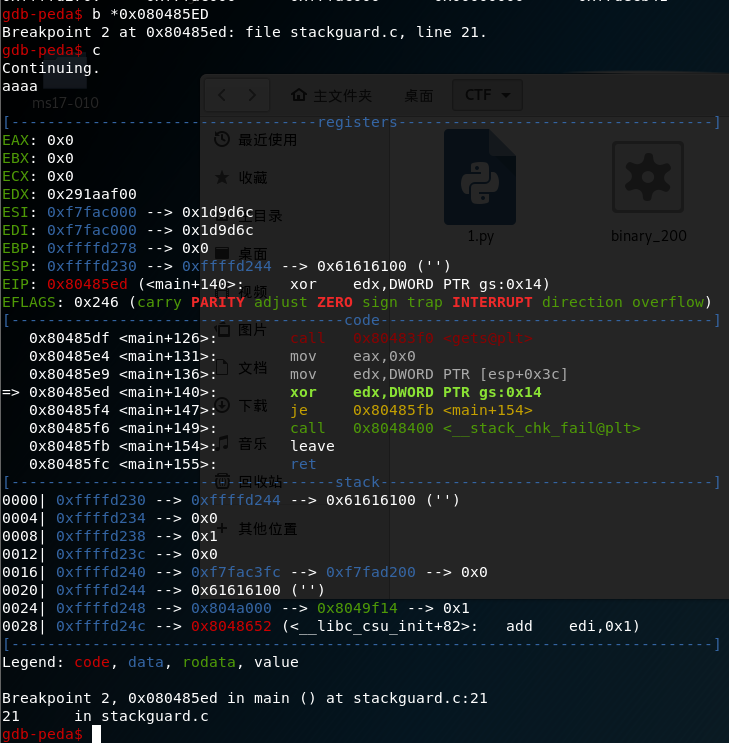 gdb-peda$ b *0x080485ED
Breakpoint 2 at 0x80485ed: file stackguard.c, line 21.
gdb-peda$ c
Continuing.
aaaa
ms17-010
主文件夹 桌面 CTF
[----------------------------------registers-----------------------------------]
EAX: 0x0
EBX: 0x0
ECX: 0x0
EDX: 0x291aaf00
ESI: 0xf7fac000 --> 0x1d9d6c
EDI: 0xf7fac000 --> 0x1d9d6c
EBP: 0xffffd278 --> 0x0
ESP: 0xffffd230 --> 0xffffd244 --> 0x61616100 ('')
EIP: 0x80485ed (<main+140>: xor edx,DWORD PTR gs:0x14)
EFLAGS: 0x246 (carry PARITY adjust ZERO sign trap INTERRUPT direction overflow)
最近使用
收藏
主目录
桌面
视频
图片
文档
下载
音乐
回收站
其他位置
1.py
binary_200
[-------------------------------------code-------------------------------------]
0x80485df <main+126>: call 0x80483f0 <gets@plt>
0x80485e4 <main+131>: mov eax,0x0
0x80485e9 <main+136>: mov edx,DWORD PTR [esp+0x3c]
=> 0x80485ed <main+140>: xor edx,DWORD PTR gs:0x14
0x80485f4 <main+147>: je 0x80485fb <main+154>
0x80485f6 <main+149>: call 0x8048400 <__stack_chk_fail@plt>
0x80485fb <main+154>: leave
0x80485fc <main+155>: ret
[------------------------------------stack-------------------------------------]
0000| 0xffffd230 --> 0xffffd244 --> 0x61616100 ('')
0004| 0xffffd234 --> 0x0
0008| 0xffffd238 --> 0x1
0012| 0xffffd23c --> 0x0
0016| 0xffffd240 --> 0xf7fac3fc --> 0xf7fad200 --> 0x0
0020| 0xffffd244 --> 0x61616100 ('')
0024| 0xffffd248 --> 0x804a000 --> 0x8049f14 --> 0x1
0028| 0xffffd24c --> 0x8048652 (<__libc_csu_init+82>: add edi,0x1)
[------------------------------------------------------------------------------]
Legend: code, data, rodata, value
Breakpoint 2, 0x080485ed in main () at stackguard.c:21
21 in stackguard.c
gdb-peda$